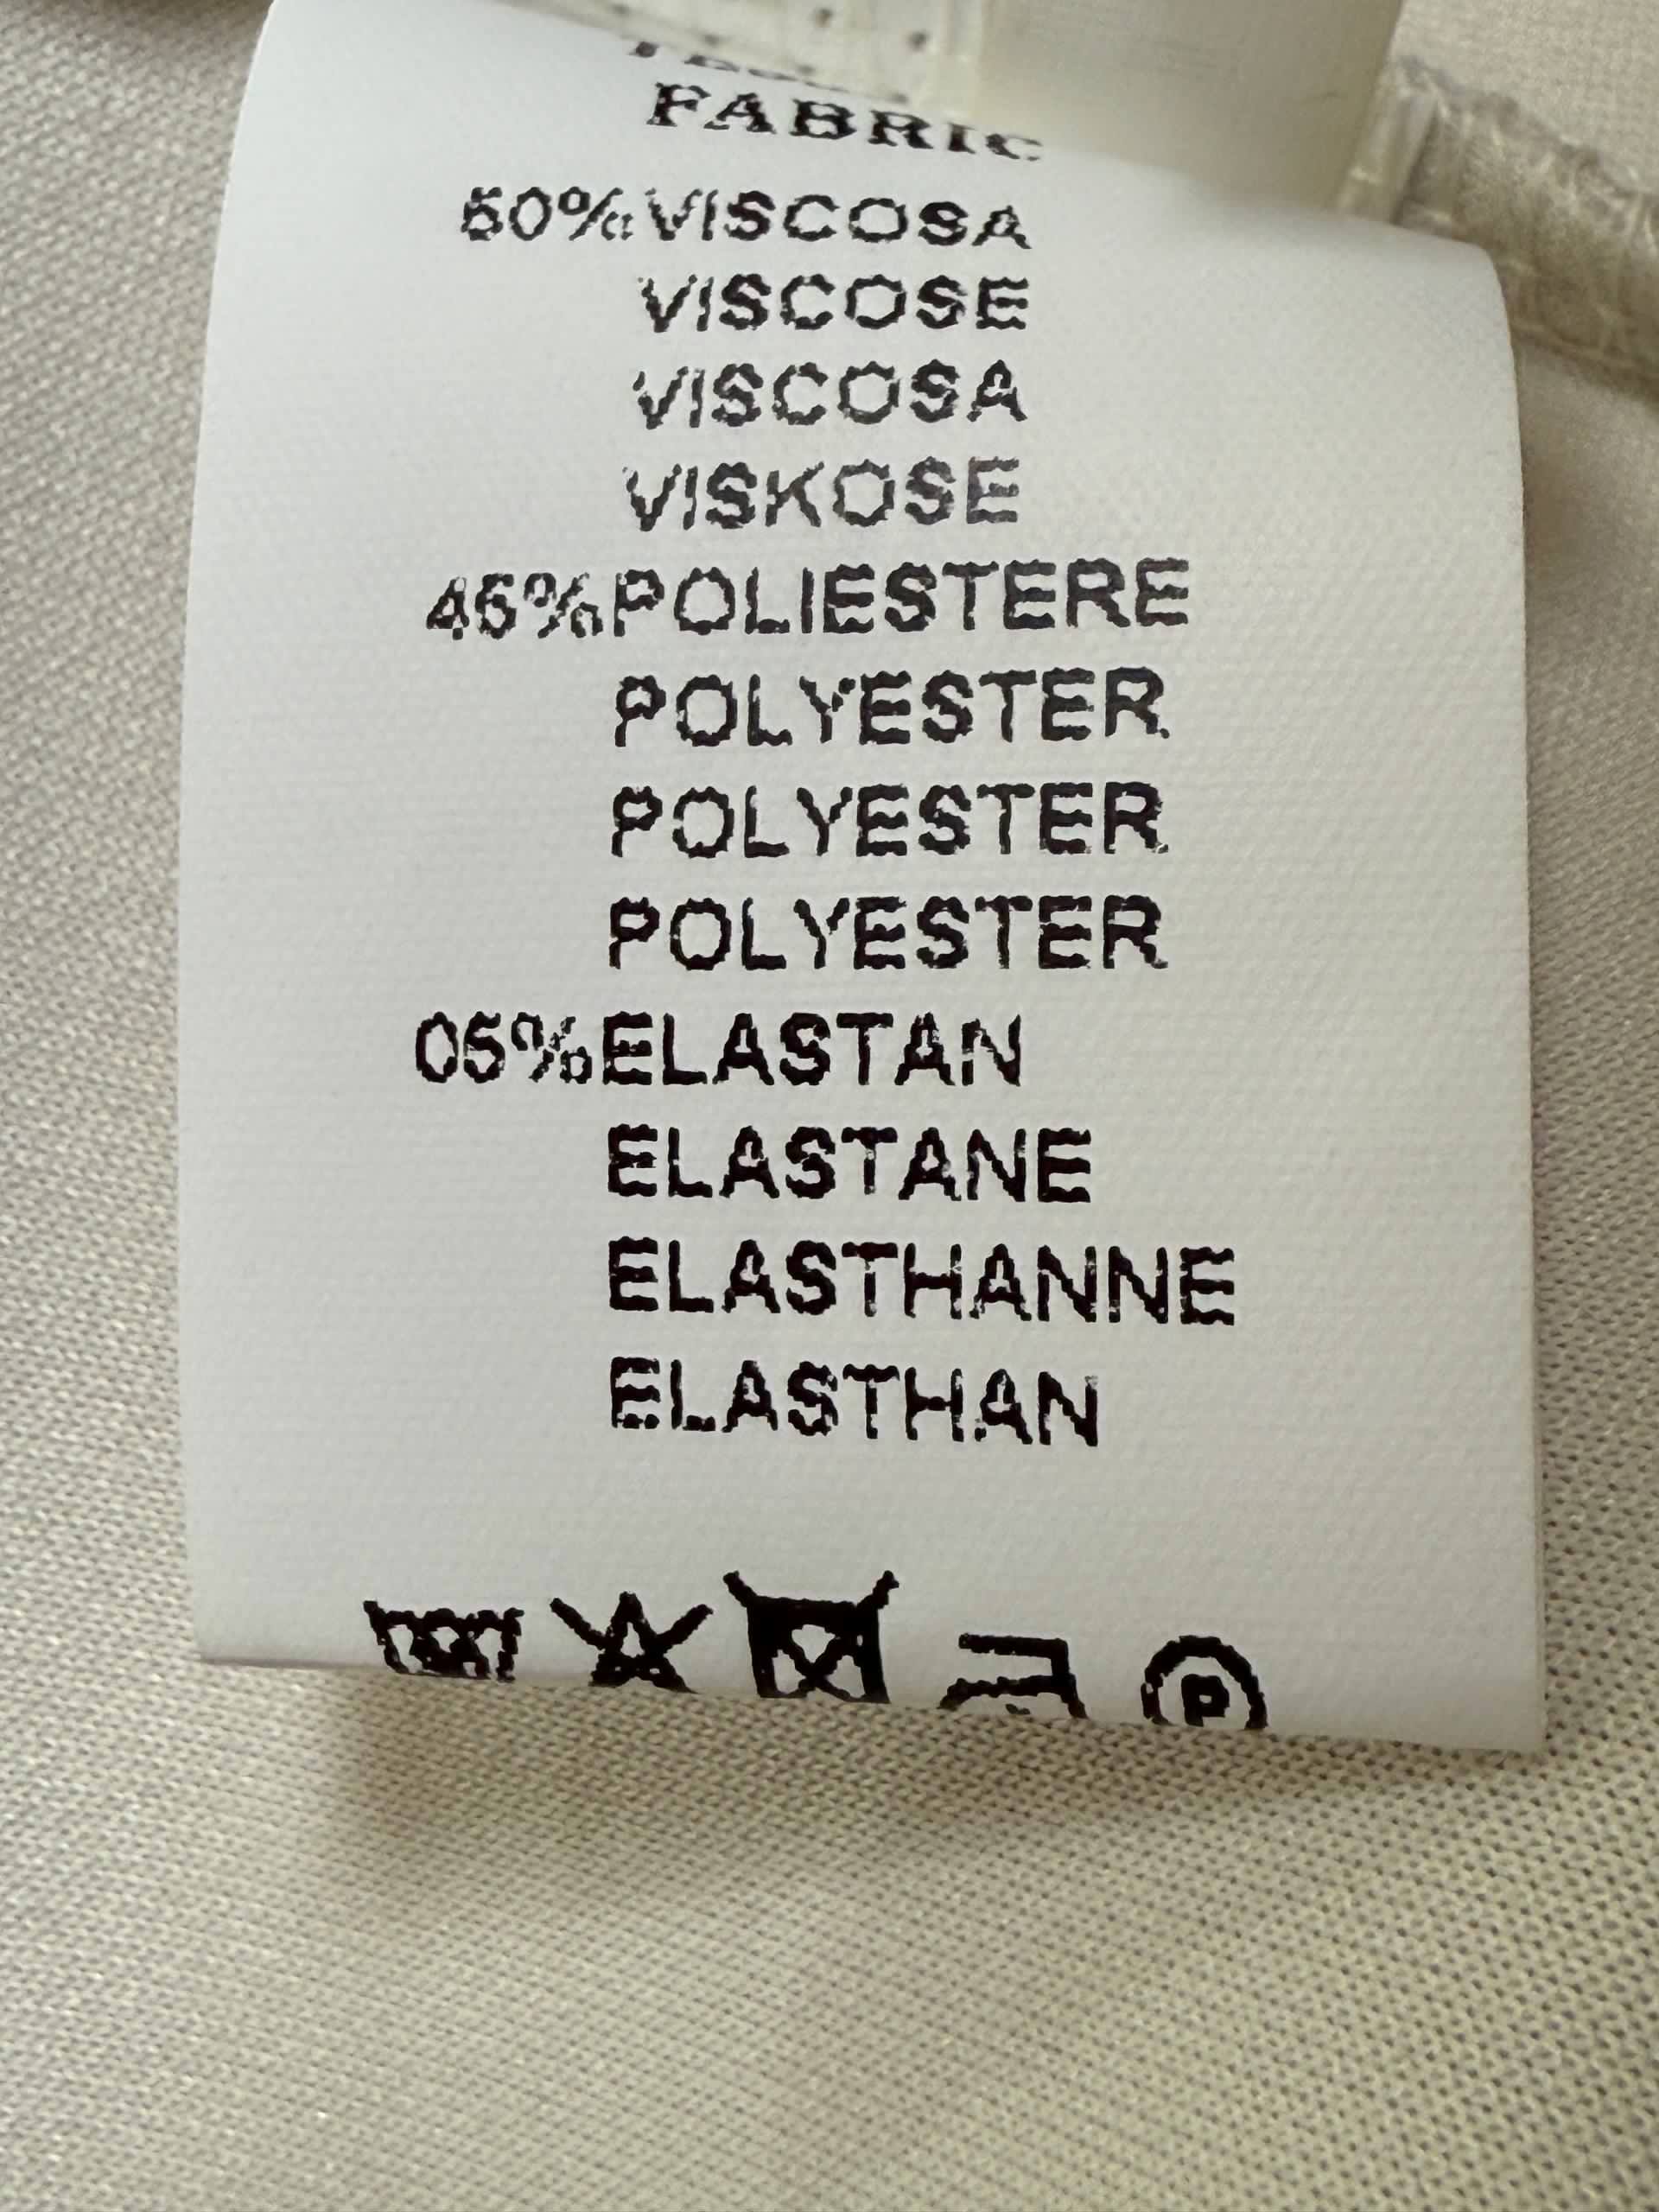 FABRIC
50%VISCOSA
VISCOSE
VISCOSA
VISKOSE
45%POLIESTERE
POLYESTER
POLYESTER
POLYESTER
05%ELASTAN
ELASTANE
ELASTHANNE
ELASTHAN
P